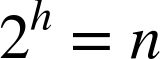 2^h = n